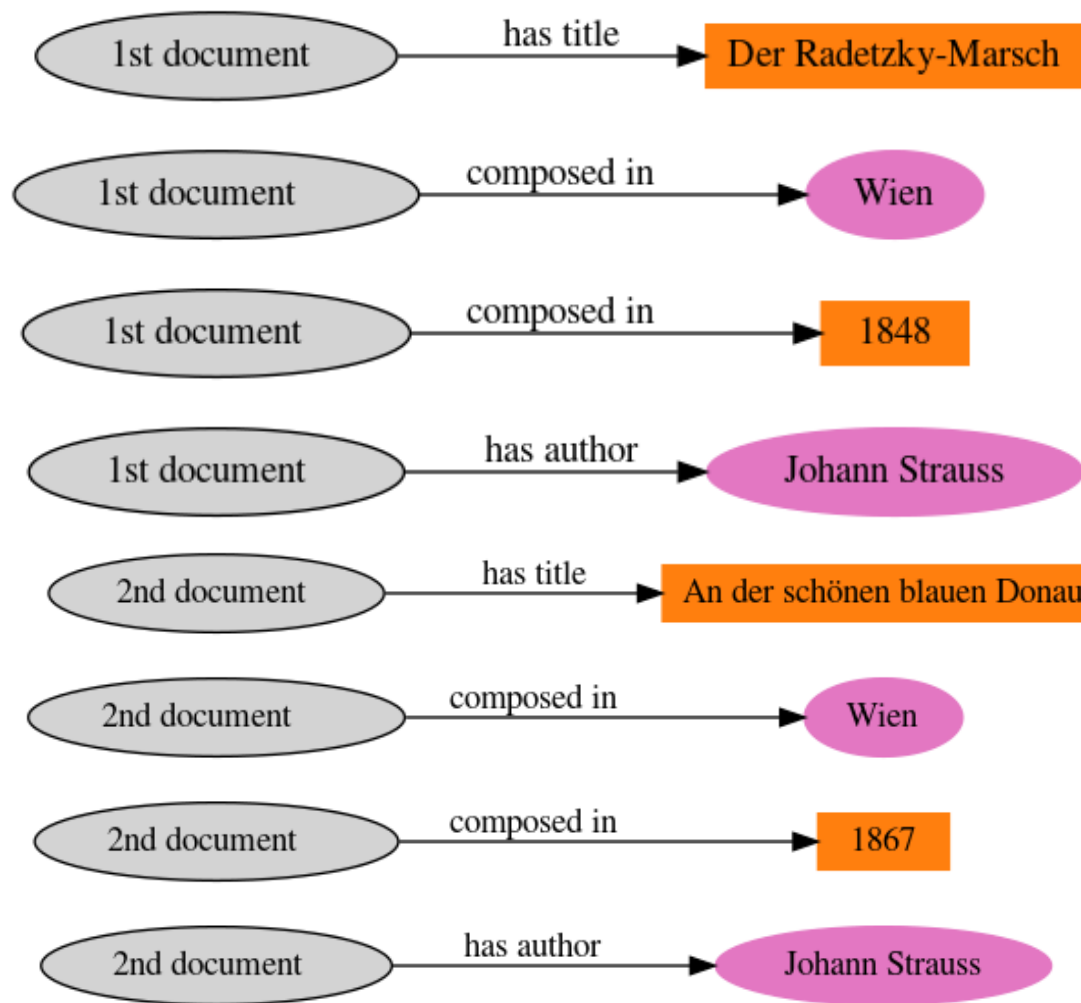 1st document has title Der Radetzky-Marsch
1st document composed in Wien
1st document composed in 1848
1st document has author Johann Strauss
2nd document has title An der schönen blauen Donau
2nd document composed in Wien
2nd document composed in 1867
2nd document has author Johann Strauss